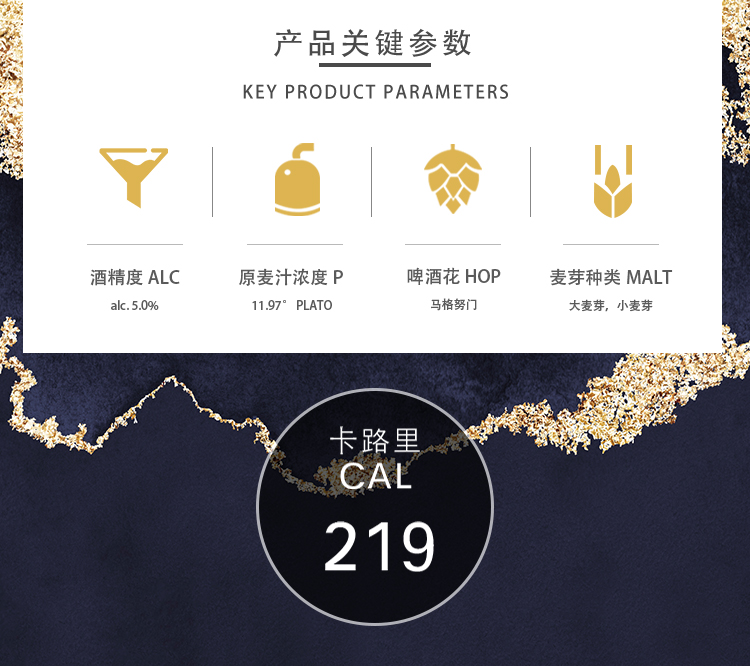 产品关键参数
KEY PRODUCT PARAMETERS
酒精度 ALC
alc. 5.0%
原麦汁浓度 P
11.97° PLATO
啤酒花 HOP
马格努门
麦芽种类 MALT
大麦芽，小麦芽
卡路里
CAL
219